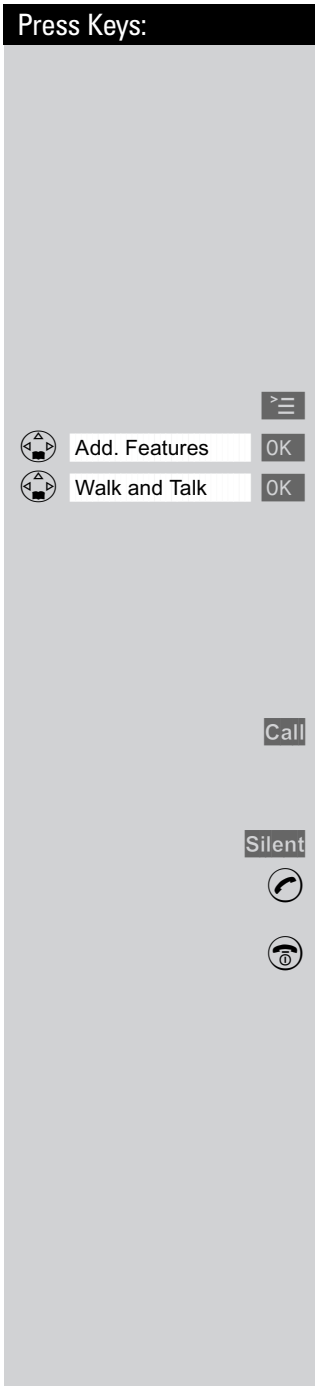 Press Keys:
Add. Features OK
Walk and Talk OK
Call
Silent